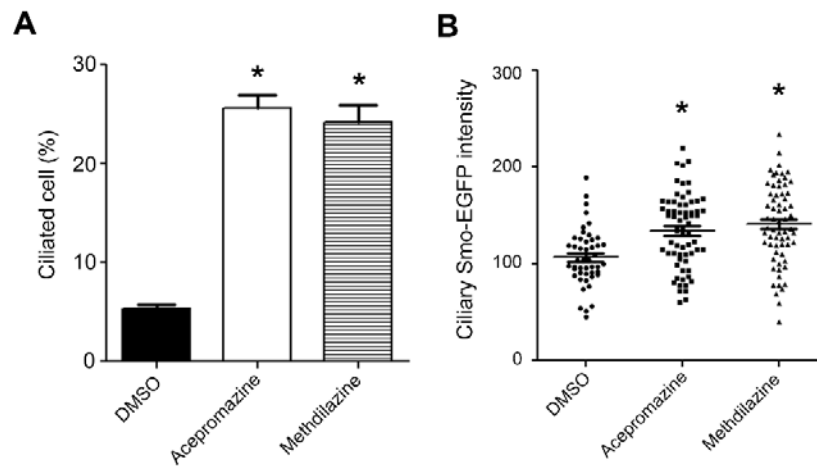 A
Ciliated cell (%)
30
20
10
0
*
*
DMSO
Acepromazine
Methdilazine
B
Ciliary Smo-EGFP intensity
300
200
100
0
*
*
DMSO
Acepromazine
Methdilazine